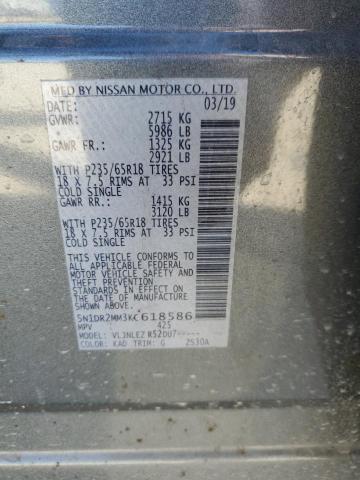 MFD BY NISSAN MOTOR CO., LTD.
DATE: 03/19
GVWR: 2715 KG
5986 LB
GAWR FR.: 1325 KG
2921 LB
WITH P235/65R18 TIRES
18 X 7.5 RIMS AT 33 PSI
COLD SINGLE
GAWR RR.: 1415 KG
3120 LB
WITH P235/65R18 TIRES
18 X 7.5 RIMS AT 33 PSI
COLD SINGLE
THIS VEHICLE CONFORMS TO ALL
APPLICABLE FEDERAL
MOTOR VEHICLE SAFETY AND
THEFT PREVENTION
STANDARDS IN EFFECT ON THE
DATE OF MANUFACTURE
SHOWN ABOVE.
5N1DR2MM3KC618586
MPV 425
MODEL: VLJNLEZ R52DU7-----
COLOR: KAD TRIM: G 2S30A